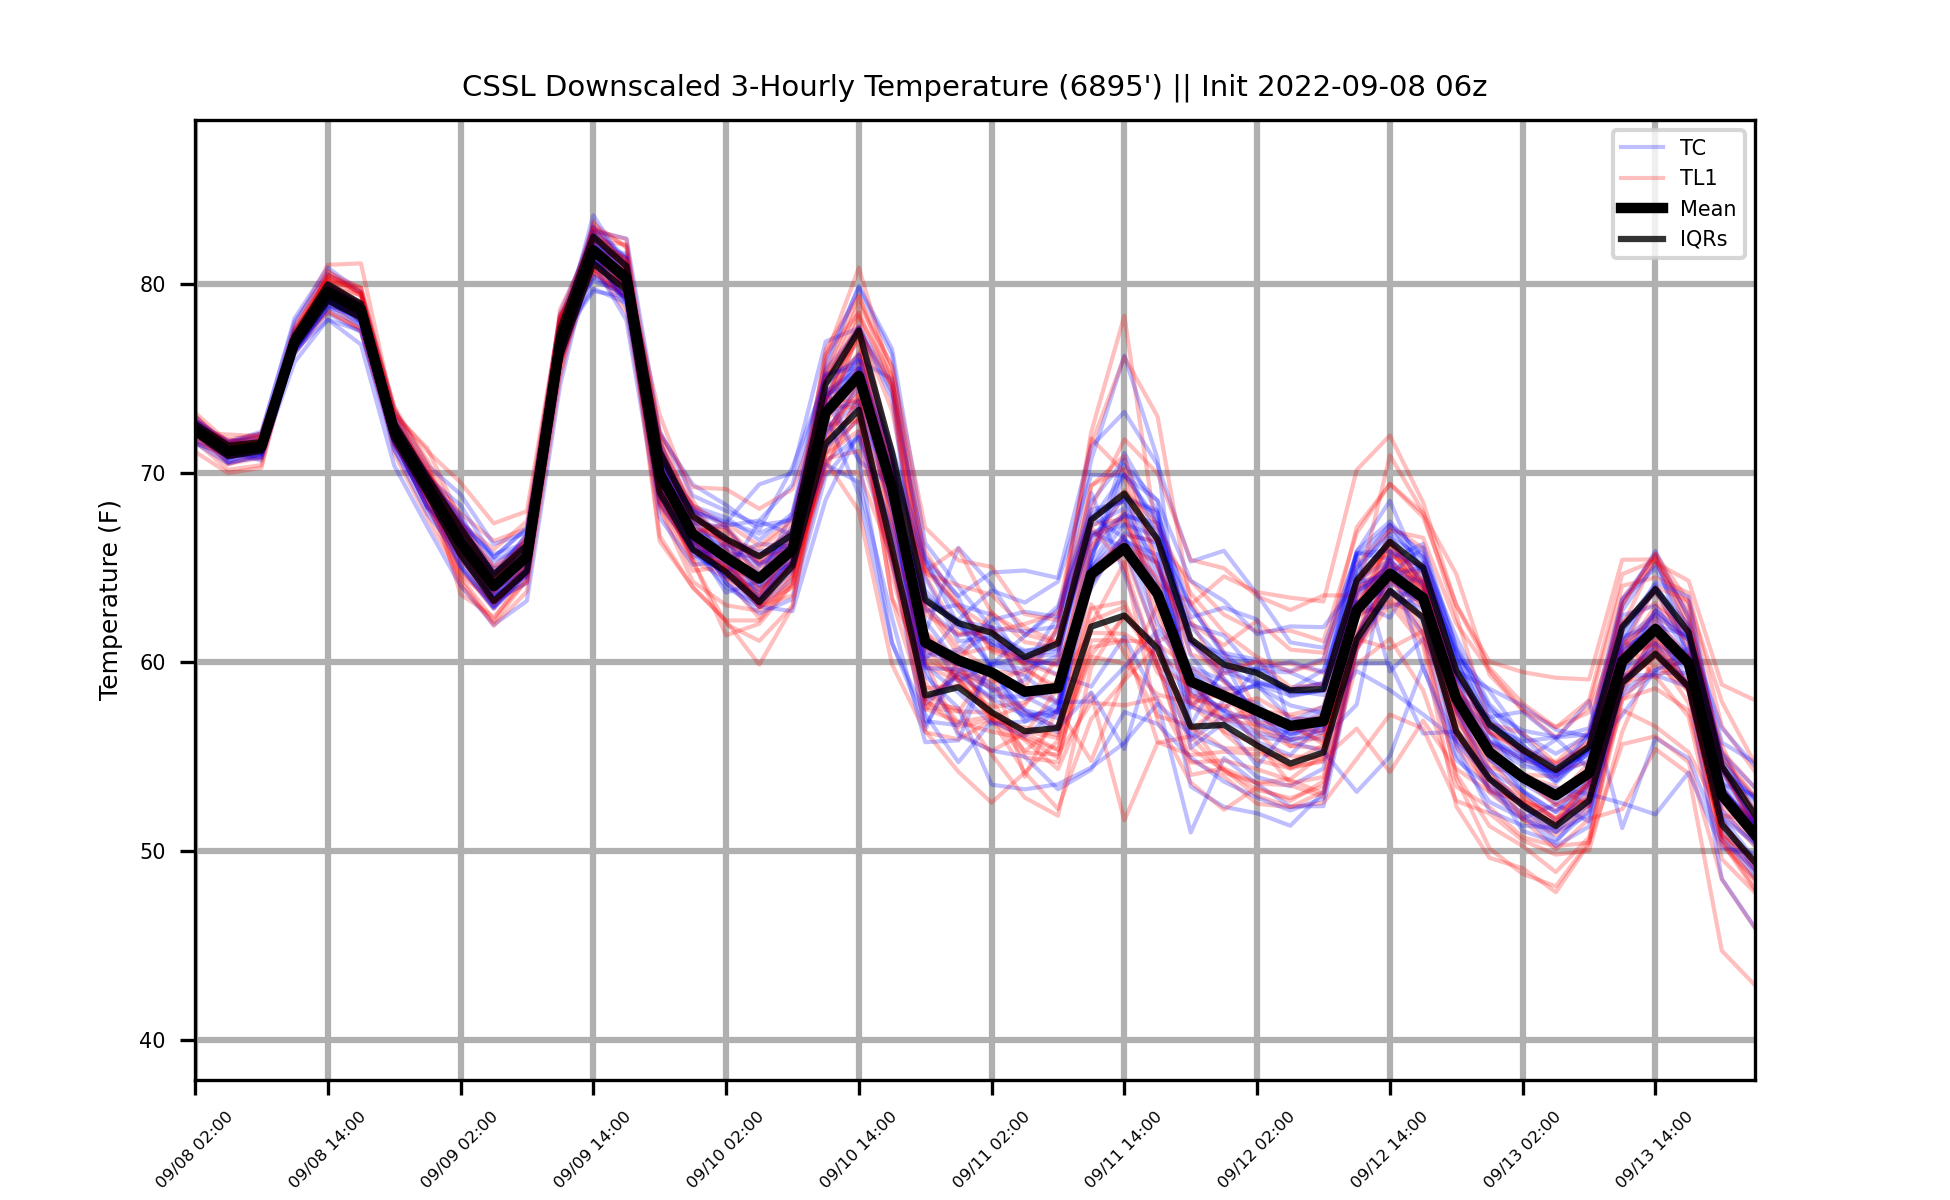 CSSL Downscaled 3-Hourly Temperature (6895') || Init 2022-09-08 06z
TC
TL1
Mean
IQRs
Temperature (F)
80
70
60
50
40
09/08 02:00
09/08 14:00
09/09 02:00
09/09 14:00
09/10 02:00
09/10 14:00
09/11 02:00
09/11 14:00
09/12 02:00
09/12 14:00
09/13 02:00
09/13 14:00